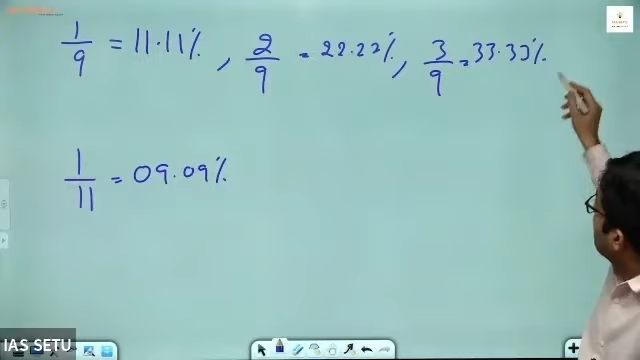 1/9 = 11.11%, 2/9 = 22.22%, 3/9 = 33.33%
1/11 = 09.09%
IAS SETU